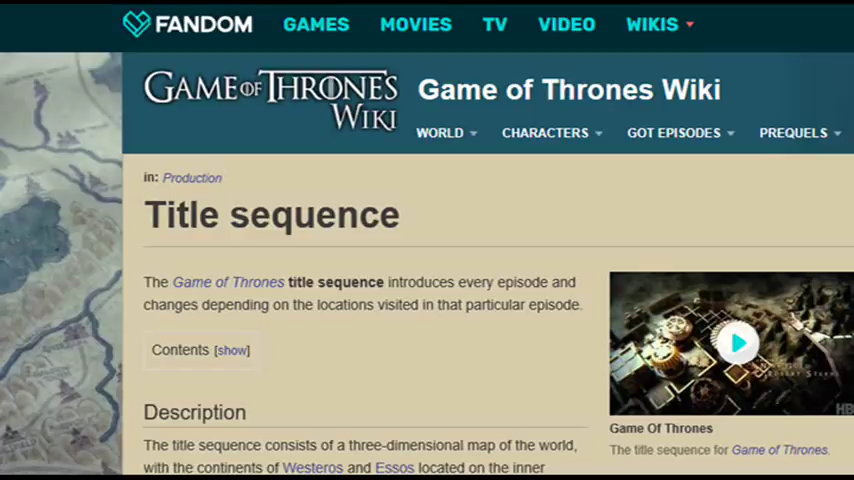 FANDOM GAMES MOVIES TV VIDEO WIKIS
GAME OF THRONES
WIKI
Game of Thrones Wiki
WORLD CHARACTERS GOT EPISODES PREQUELS
in: Production
Title sequence
The Game of Thrones title sequence introduces every episode and
changes depending on the locations visited in that particular episode.
Contents [show]
Description
The title sequence consists of a three-dimensional map of the world,
with the continents of Westeros and Essos located on the inner
HBO
Game Of Thrones
The title sequence for Game of Thrones.